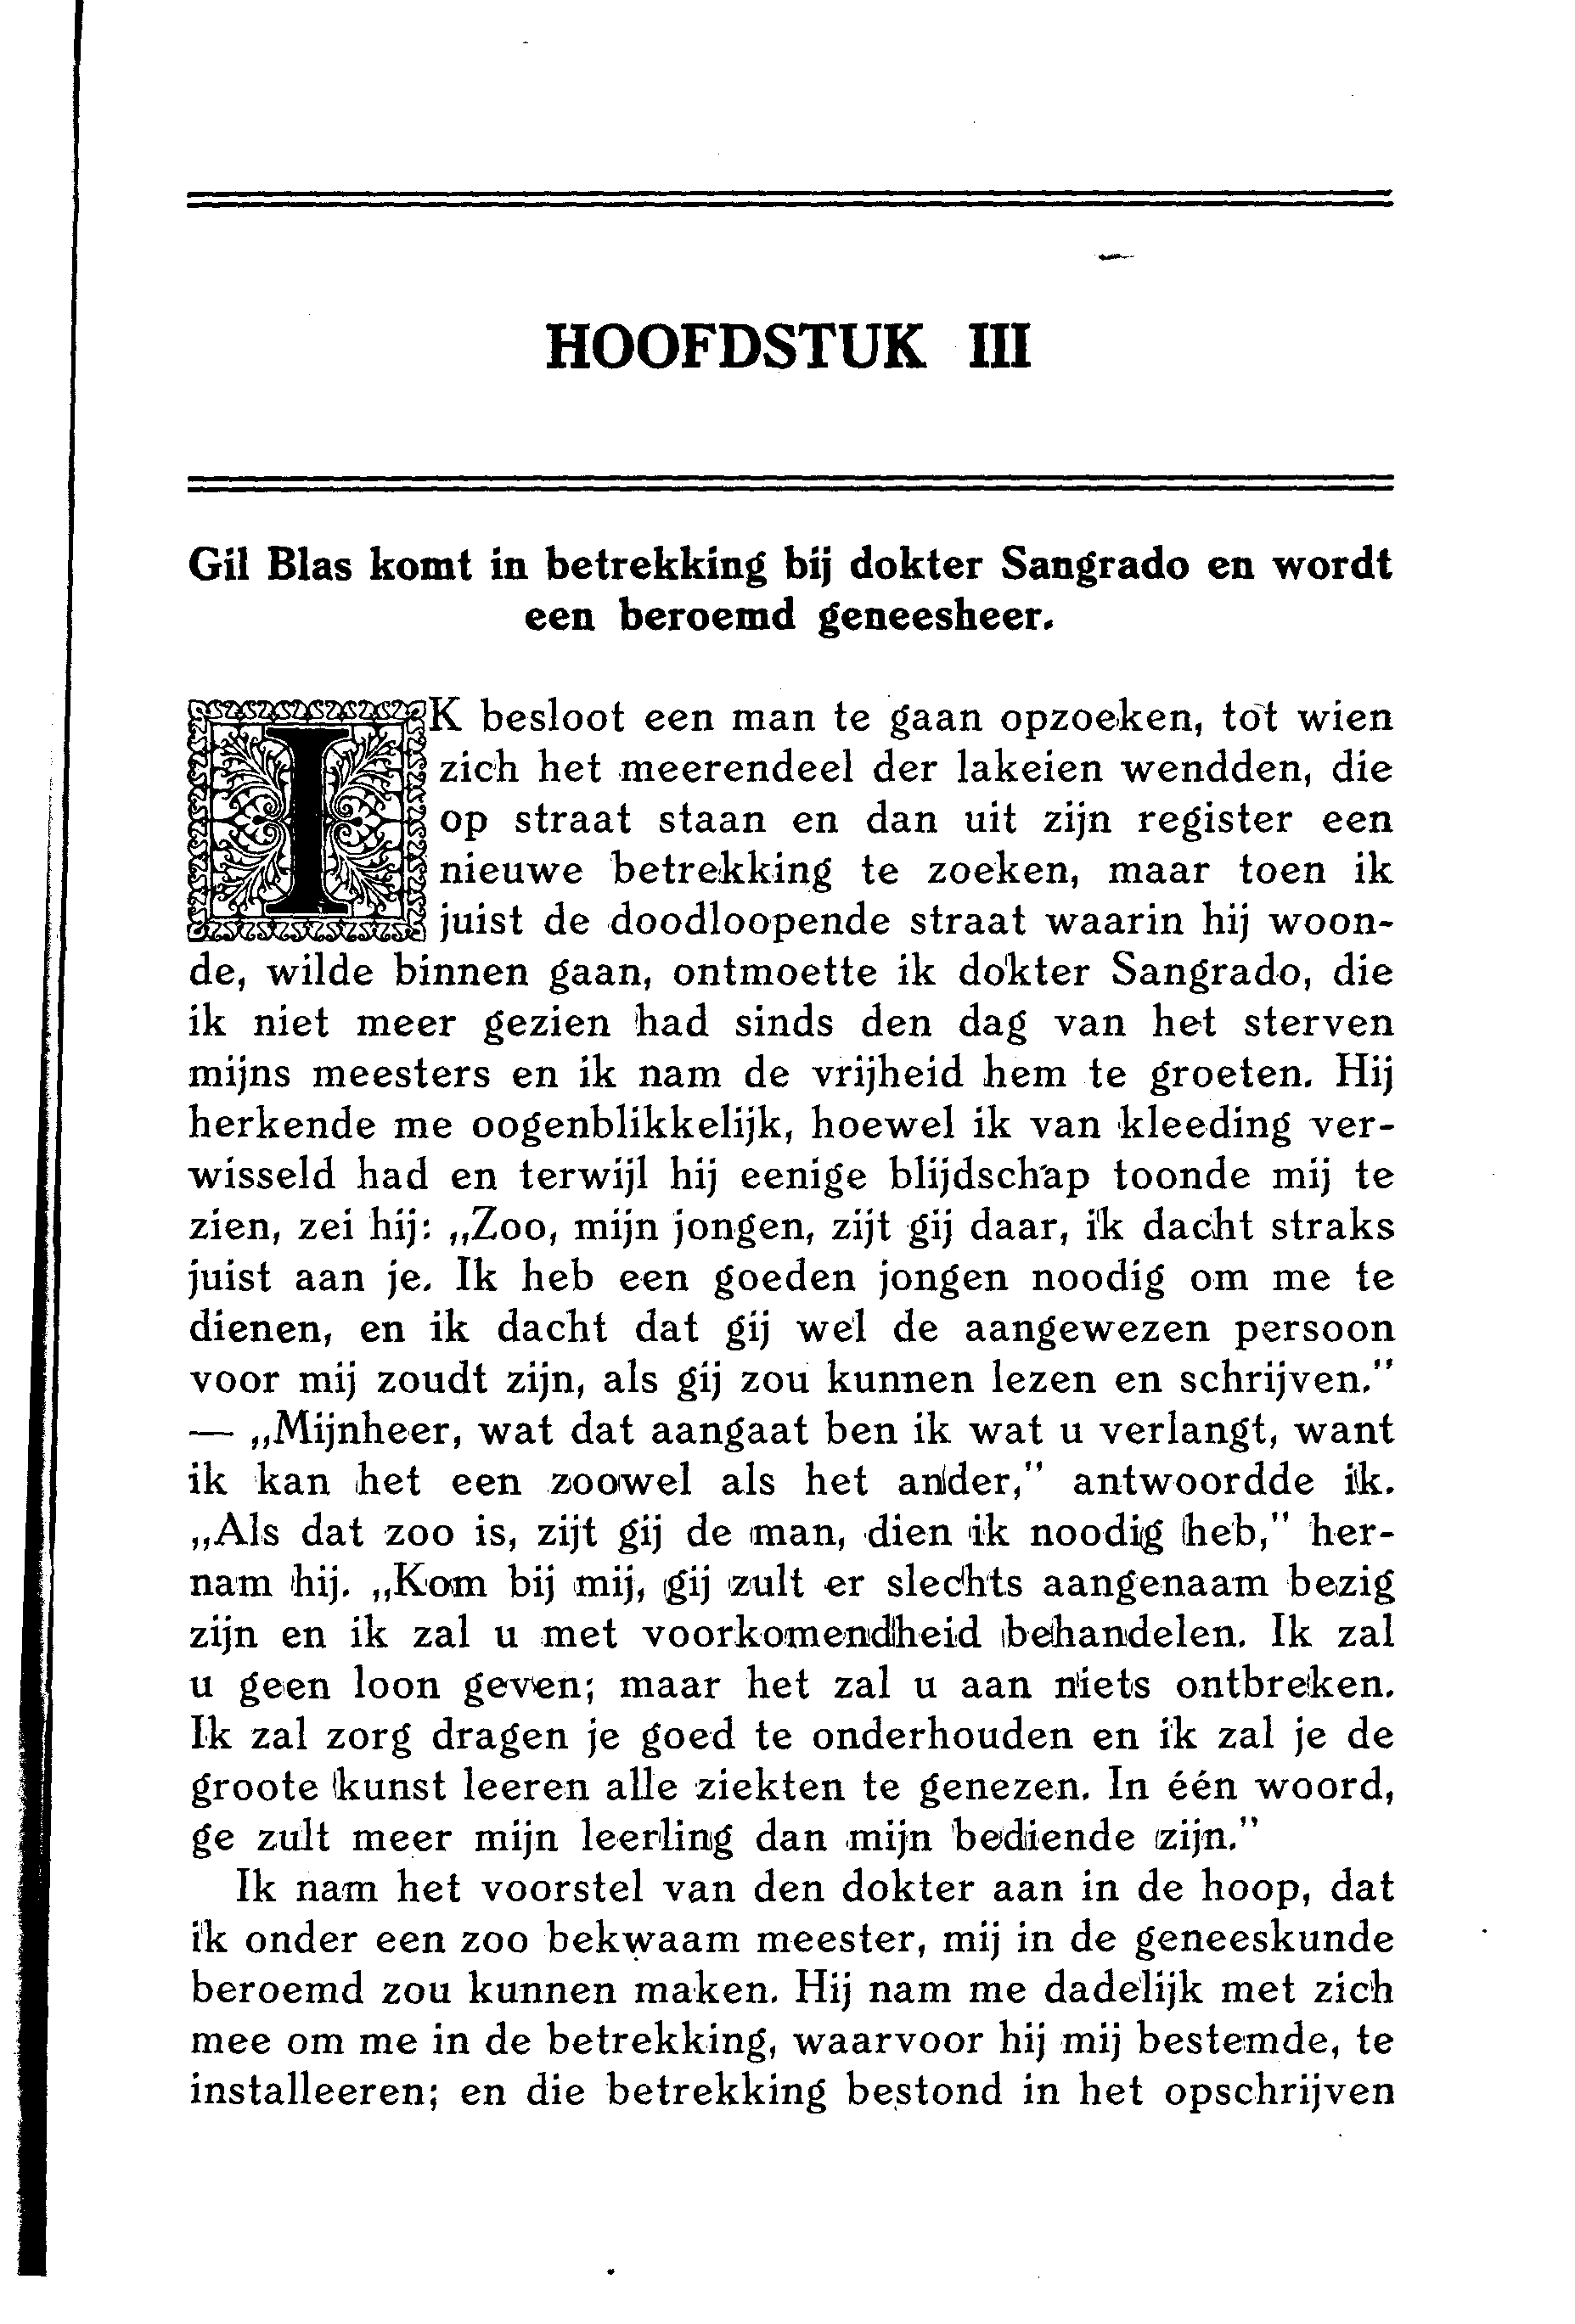 HOOFDSTUK III
Gil Blas komt in betrekking bij dokter Sangrado en wordt
een beroemd geneesheer.
IK besloot een man te gaan opzoeken, tot wien
zich het meerendeel der lakeien wendden, die
op straat staan en dan uit zijn register een
nieuwe betrekking te zoeken, maar toen ik
juist de doodloopende straat waarin hij woon-
de, wilde binnen gaan, ontmoette ik dokter Sangrado, die
ik niet meer gezien had sinds den dag van het sterven
mijns meesters en ik nam de vrijheid hem te groeten. Hij
herkende me oogenblikkelijk, hoewel ik van kleeding ver-
wisseld had en terwijl hij eenige blijdschap toonde mij te
zien, zei hij: „Zoo, mijn jongen, zijt gij daar, ik dacht straks
juist aan je. Ik heb een goeden jongen noodig om me te
dienen, en ik dacht dat gij wel de aangewezen persoon
voor mij zoudt zijn, als gij zou kunnen lezen en schrijven."
— „Mijnheer, wat dat aangaat ben ik wat u verlangt, want
ik kan het een zoowel als het ander," antwoordde ik.
„Als dat zoo is, zijt gij de man, dien ik noodig heb," her-
nam hij. „Kom bij mij, gij zult er slechts aangenaam bezig
zijn en ik zal u met voorkomendheid behandelen. Ik zal
u geen loon geven; maar het zal u aan niets ontbreken.
Ik zal zorg dragen je goed te onderhouden en ik zal je de
groote kunst leeren alle ziekten te genezen. In één woord,
ge zult meer mijn leerling dan mijn bediende zijn."
Ik nam het voorstel van den dokter aan in de hoop, dat
ik onder een zoo bekwaam meester, mij in de geneeskunde
beroemd zou kunnen maken. Hij nam me dadelijk met zich
mee om me in de betrekking, waarvoor hij mij bestemde, te
installeeren; en die betrekking bestond in het opschrijven